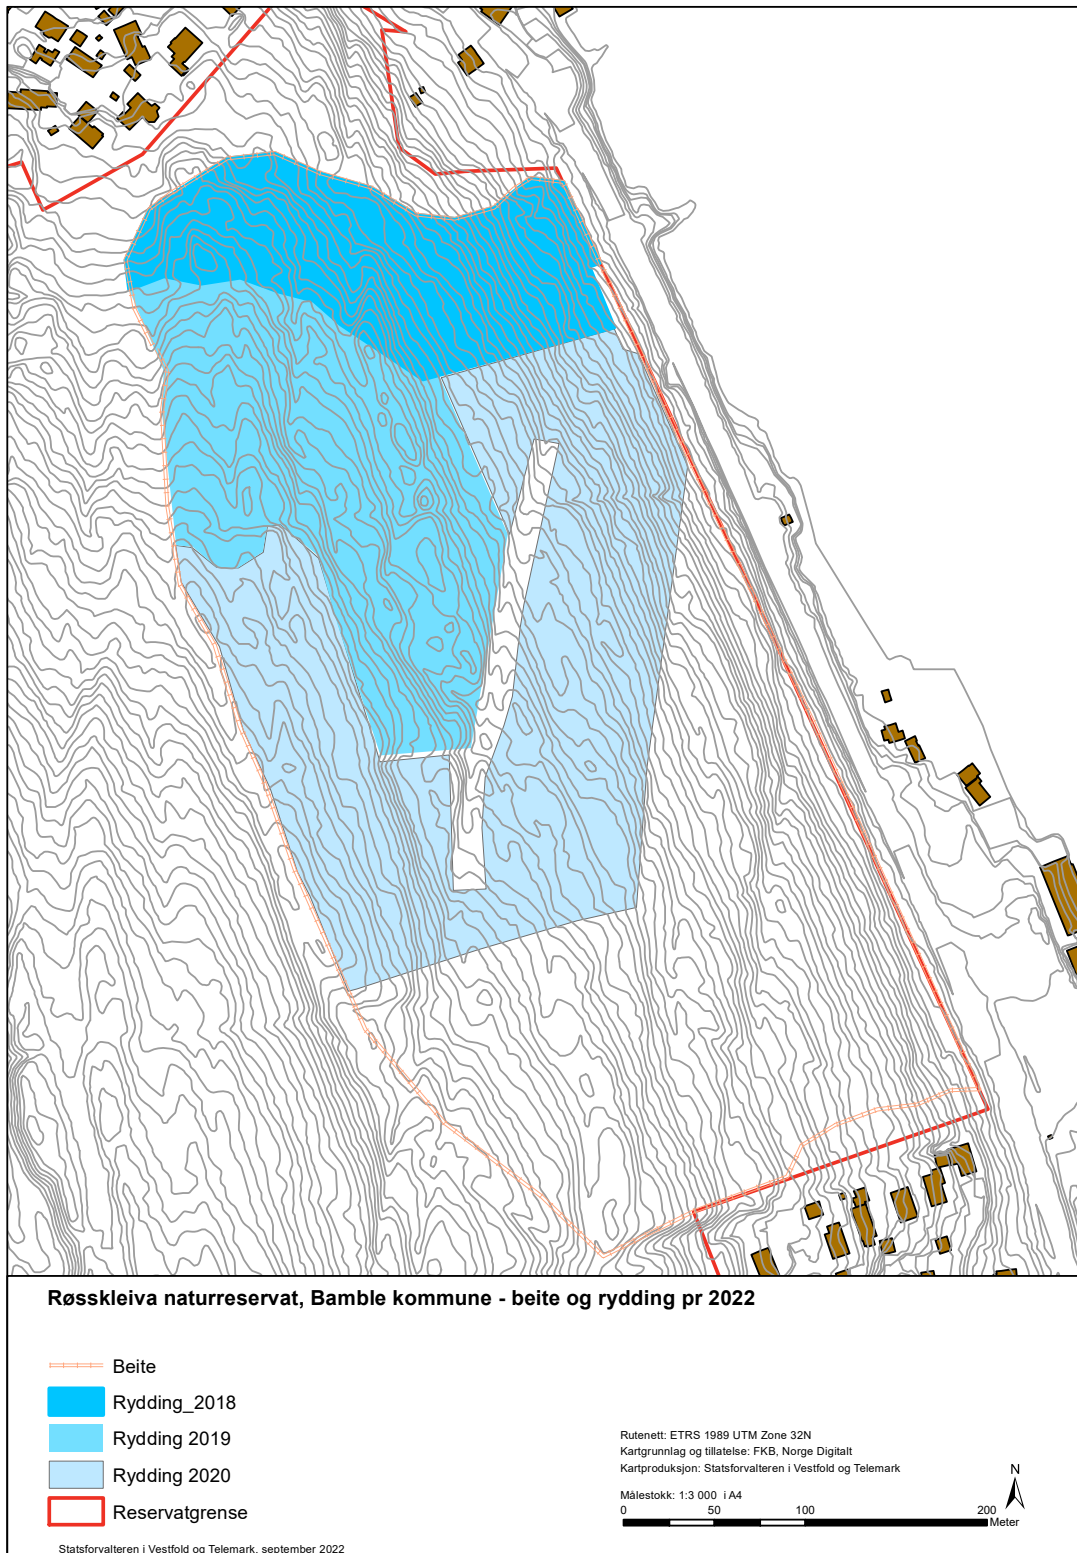 Røsskleiva naturreservat, Bamble kommune - beite og rydding pr 2022
Beite
Rydding_2018
Rydding 2019
Rydding 2020
Reservatgrense
Statsforvalteren i Vestfold og Telemark, september 2022
Rutenett: ETRS 1989 UTM Zone 32N
Kartgrunnlag og tillatelse: FKB, Norge Digitalt
Kartproduksjon: Statsforvalteren i Vestfold og Telemark
Målestokk: 1:3 000 i A4
0 50 100 200
Meter
N